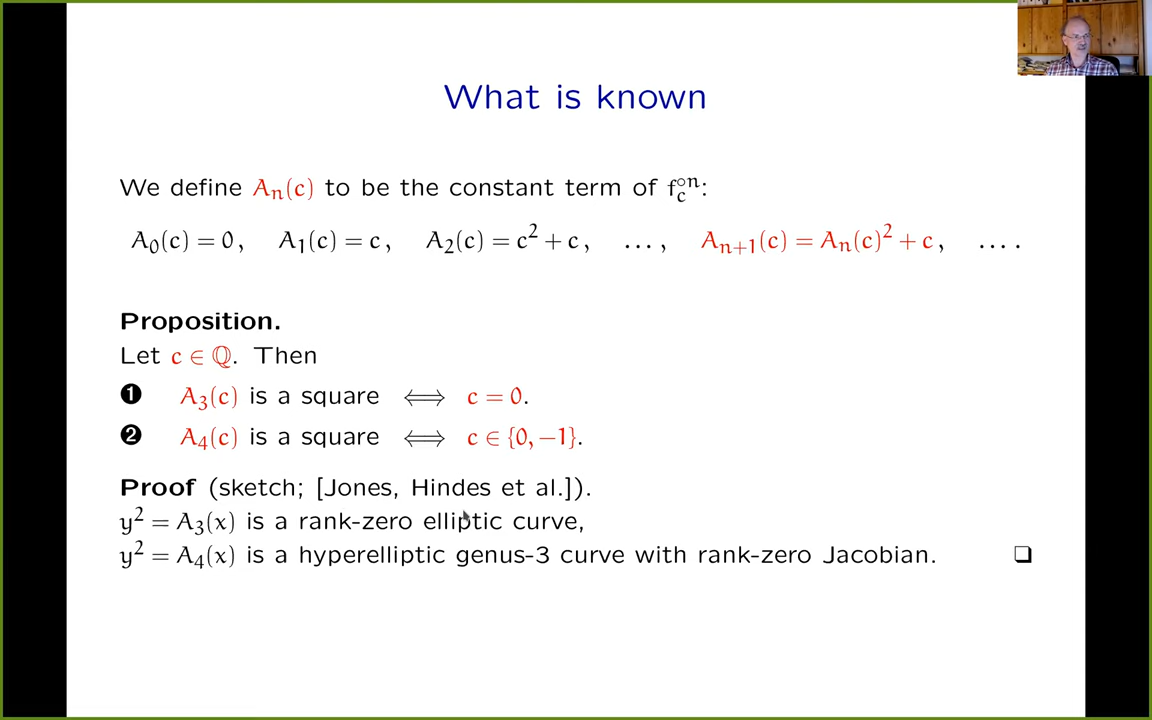 What is known
We define Aₙ(c) to be the constant term of f_c^{∘n}:
A₀(c) = 0, A₁(c) = c, A₂(c) = c² + c, …, Aₙ₊₁(c) = Aₙ(c)² + c, ….
Proposition.
Let c ∈ ℚ. Then
❶ A₃(c) is a square ⟺ c = 0.
❷ A₄(c) is a square ⟺ c ∈ {0, −1}.
Proof (sketch; [Jones, Hindes et al.]).
y² = A₃(x) is a rank-zero elliptic curve,
y² = A₄(x) is a hyperelliptic genus-3 curve with rank-zero Jacobian. ❑